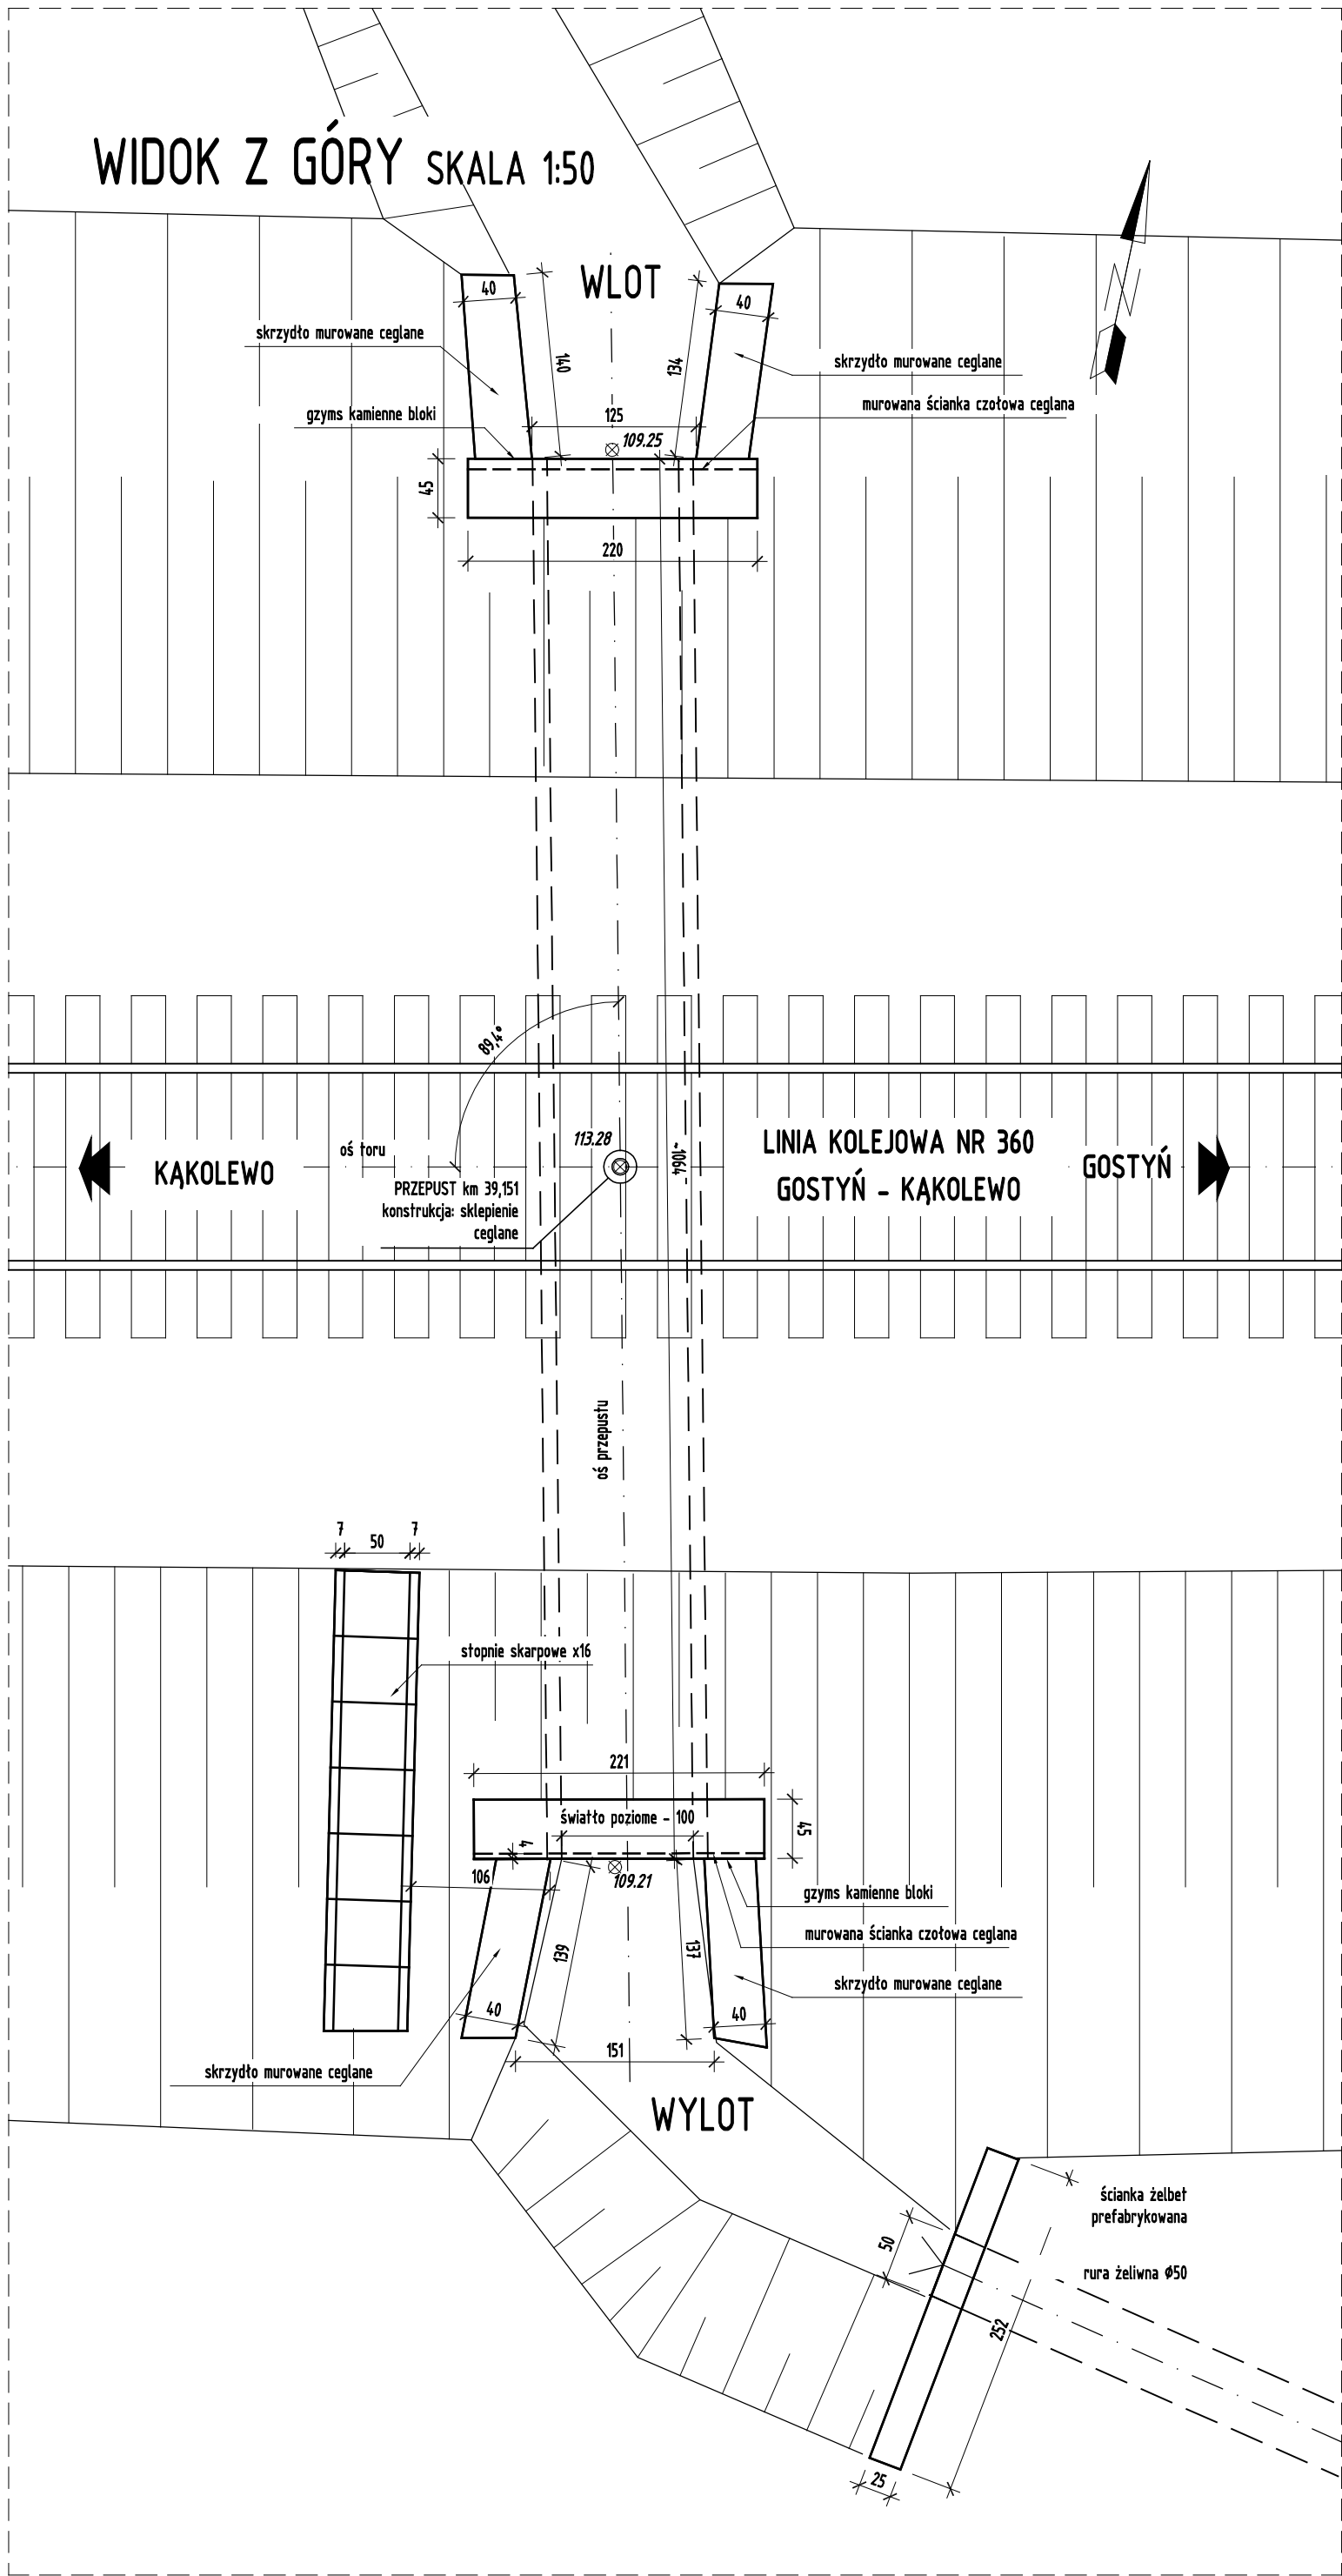 WIDOK Z GÓRY SKALA 1:50
WLOT
40
40
skrzydło murowane ceglane
140
134
skrzydło murowane ceglane
N
gzyms kamienne bloki
125
murowana ścianka czołowa ceglana
109.25
45
220
89,4°
113.28
oś toru
KĄKOLEWO
~1064
LINIA KOLEJOWA NR 360
GOSTYŃ - KĄKOLEWO
GOSTYŃ
PRZEPUST km 39,151
konstrukcja: sklepienie
ceglane
oś przepustu
7
50
7
stopnie skarpowe x16
221
światło poziome - 100
45
4
106
109.21
gzyms kamienne bloki
murowana ścianka czołowa ceglana
139
137
skrzydło murowane ceglane
40
40
151
skrzydło murowane ceglane
WYLOT
ścianka żelbet
prefabrykowana
50
rura żeliwna Ø50
252
25